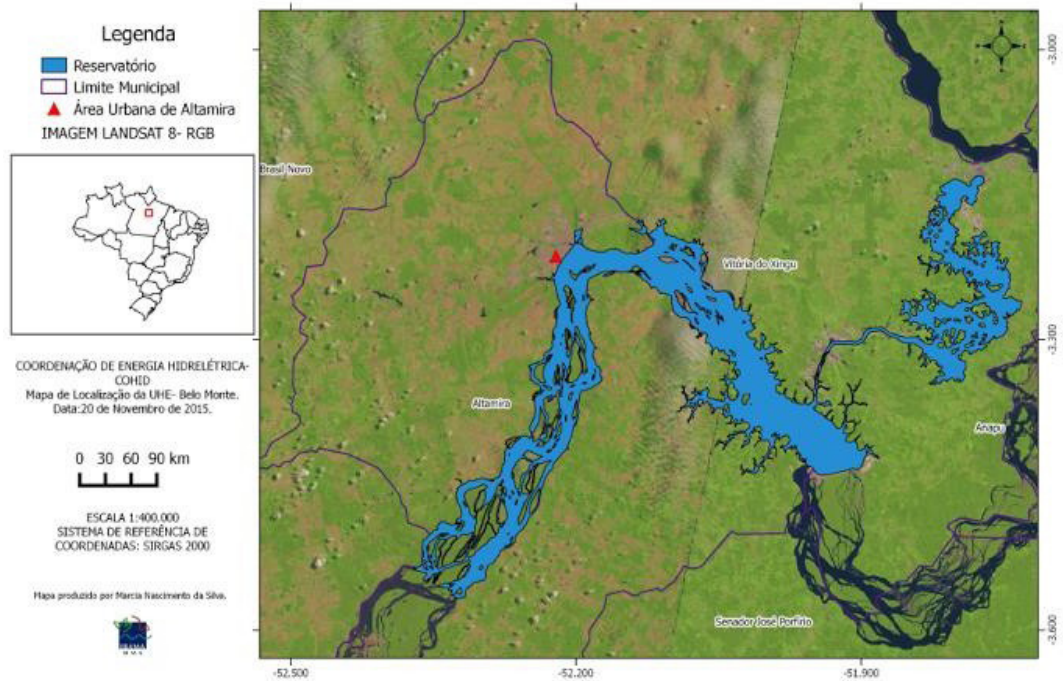 Legenda
Reservatório
Limite Municipal
Área Urbana de Altamira
IMAGEM LANDSAT 8- RGB
COORDENAÇÃO DE ENERGIA HIDRELÉTRICA-
COHID
Mapa de Localização da UHE- Belo Monte.
Data:20 de Novembro de 2015.
0 30 60 90 km
ESCALA 1:400.000
SISTEMA DE REFERÊNCIA DE
COORDENADAS: SIRGAS 2000
Mapa produzido por Marcia Nascimento da Silva.
IBAMA
M M A
Brasil Novo
Vitória do Xingu
Altamira
Anapu
Senador José Porfírio
-3.000
-3.300
-3.600
-52.500
-52.200
-51.900